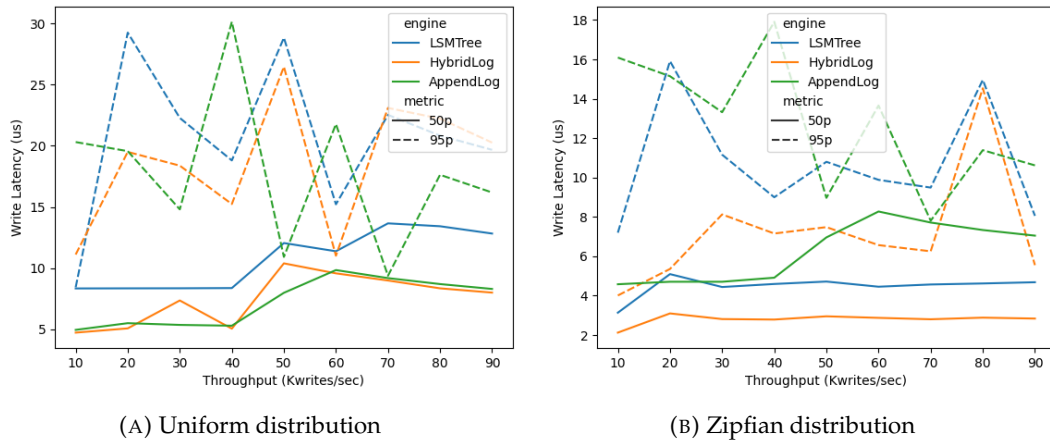 30
25
20
15
10
5
Write Latency (us)
engine
LSMTree
HybridLog
AppendLog
metric
50p
95p
10 20 30 40 50 60 70 80 90
Throughput (Kwrites/sec)
(A) Uniform distribution
18
16
14
12
10
8
6
4
2
Write Latency (us)
engine
LSMTree
HybridLog
AppendLog
metric
50p
95p
10 20 30 40 50 60 70 80 90
Throughput (Kwrites/sec)
(B) Zipfian distribution